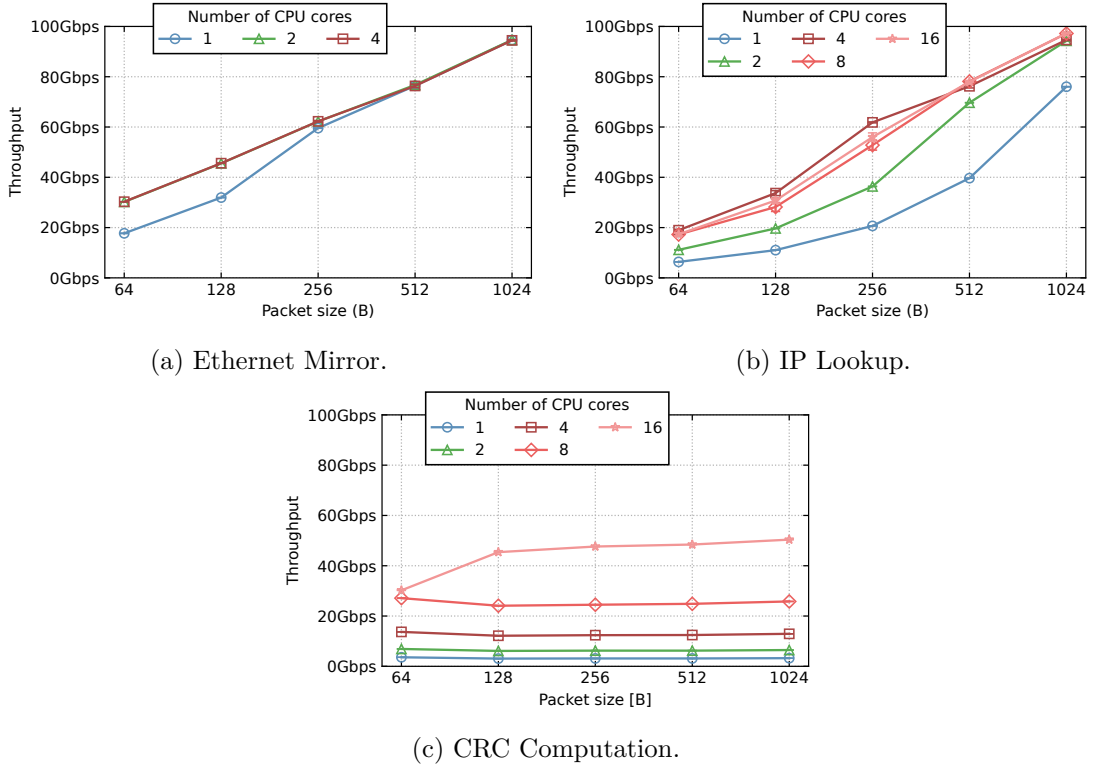 Number of CPU cores
1 2 4
100Gbps
80Gbps
60Gbps
40Gbps
20Gbps
0Gbps
Throughput
64 128 256 512 1024
Packet size (B)
(a) Ethernet Mirror.
Number of CPU cores
1 4 16
2 8
100Gbps
80Gbps
60Gbps
40Gbps
20Gbps
0Gbps
Throughput
64 128 256 512 1024
Packet size (B)
(b) IP Lookup.
Number of CPU cores
1 4 16
2 8
100Gbps
80Gbps
60Gbps
40Gbps
20Gbps
0Gbps
Throughput
64 128 256 512 1024
Packet size [B]
(c) CRC Computation.